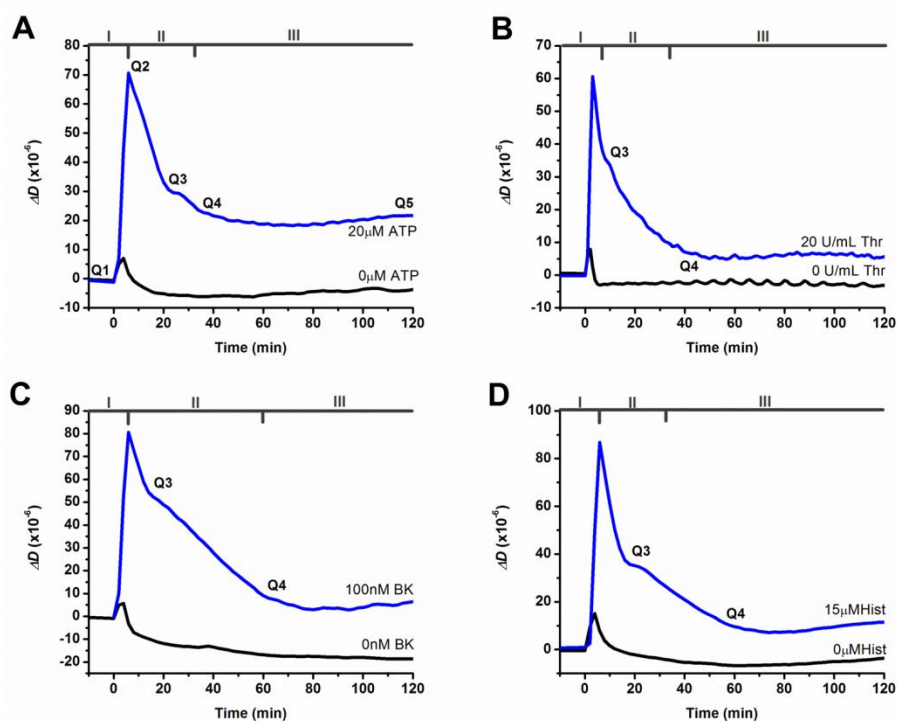 A
I II III
ΔD (x10⁻⁶)
80
70
60
50
40
30
20
10
0
-10
Q1
Q2
Q3
Q4
Q5
20µM ATP
0µM ATP
0 20 40 60 80 100 120
Time (min)
B
I II III
ΔD (x10⁻⁶)
70
60
50
40
30
20
10
0
-10
Q3
Q4
20 U/mL Thr
0 U/mL Thr
0 20 40 60 80 100 120
Time (min)
C
I II III
ΔD (x10⁻⁶)
90
80
70
60
50
40
30
20
10
0
-10
-20
Q3
Q4
100nM BK
0nM BK
0 20 40 60 80 100 120
Time (min)
D
I II III
ΔD (x10⁻⁶)
100
80
60
40
20
0
Q3
Q4
15µMHist
0µMHist
0 20 40 60 80 100 120
Time (min)